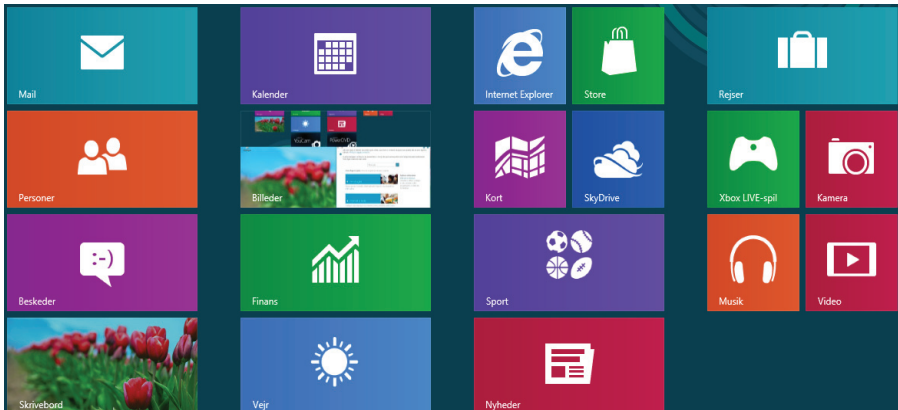 Mail
Kalender
Internet Explorer
Store
Rejser
Personer
Billeder
Kort
SkyDrive
Xbox LIVE-spil
Kamera
Beskeder
:-)
Finans
Sport
Musik
Video
Skrivebord
Vejr
Nyheder